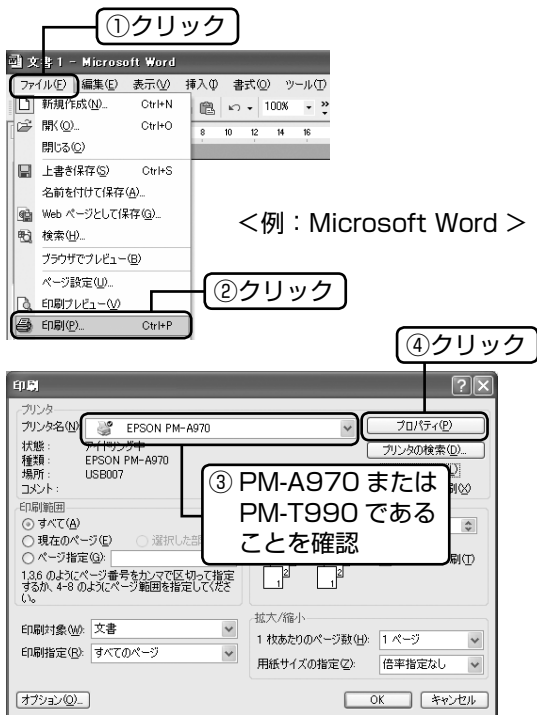 ①クリック
文書 1 - Microsoft Word
ファイル(F) 編集(E) 表示(V) 挿入(I) 書式(O) ツール(T)
新規作成(N)... Ctrl+N
100%
開く(O)... Ctrl+O
8 10 12 14 16
閉じる(C)
上書き保存(S) Ctrl+S
名前を付けて保存(A)...
Web ページとして保存(G)...
<例:Microsoft Word >
検索(H)...
ブラウザでプレビュー(B)
ページ設定(U)...
②クリック
印刷プレビュー(V)
印刷(P)... Ctrl+P
④クリック
印刷
プリンタ
プリンタ名(N): EPSON PM-A970 プロパティ(P)
状態: アイドリング中 プリンタの検索(D)...
種類: EPSON PM-A970
場所: USB007
コメント:
③ PM-A970 または
PM-T990 である
ことを確認
印刷範囲
すべて(A)
現在のページ(E) 選択した部
ページ指定(G):
1,3,6 のようにページ番号をカンマで区切って指定
するか、4-8 のようにページ範囲を指定してくださ
い。
拡大/縮小
印刷対象(W): 文書 1 枚あたりのページ数(H): 1 ページ
印刷指定(R): すべてのページ 用紙サイズの指定(Z): 倍率指定なし
オプション(O)... OK キャンセル